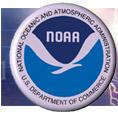 NATIONAL OCEANIC AND ATMOSPHERIC ADMINISTRATION
NOAA
U.S. DEPARTMENT OF COMMERCE